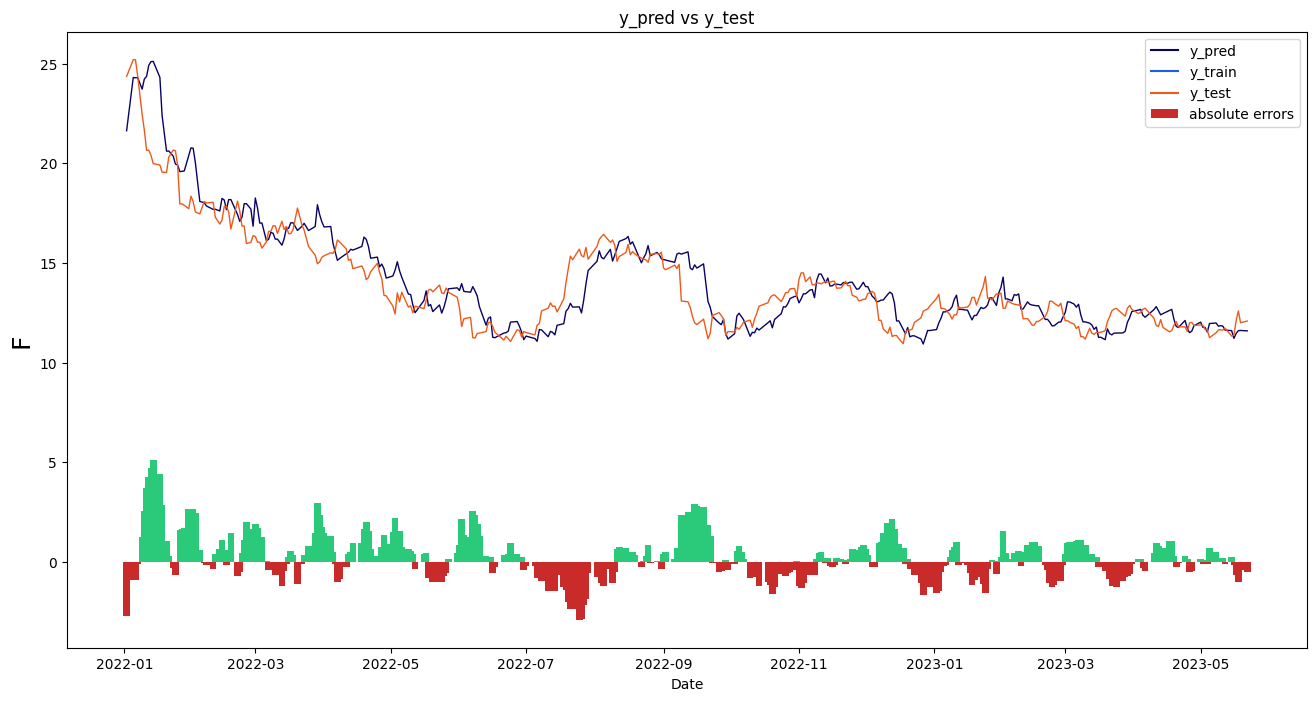 y_pred vs y_test
y_pred
y_train
y_test
absolute errors
25
20
15
10
5
0
F
2022-01
2022-03
2022-05
2022-07
2022-09
2022-11
2023-01
2023-03
2023-05
Date